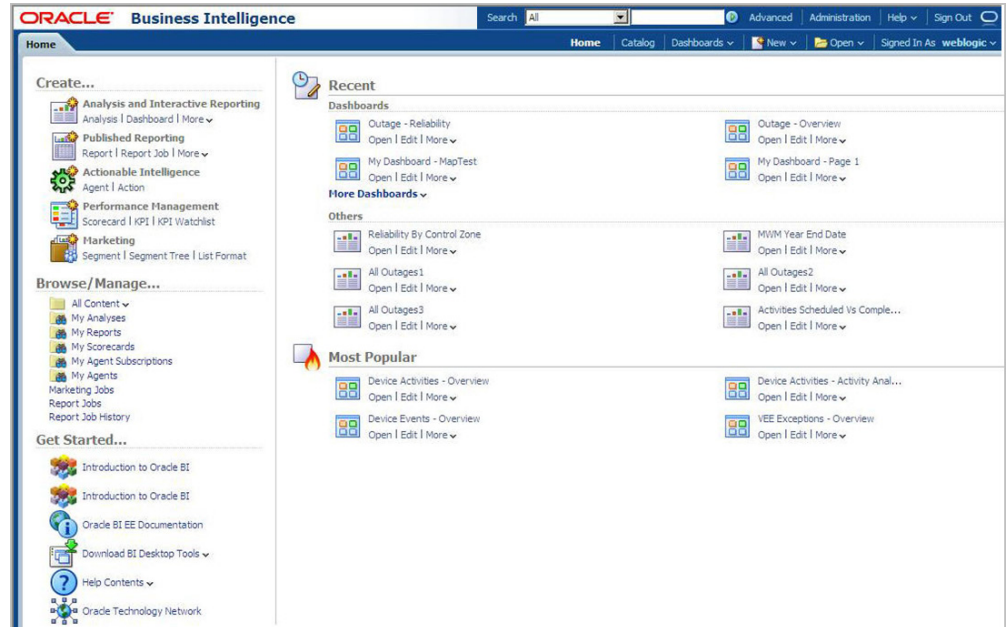 ORACLE Business Intelligence
Search All Advanced Administration Help Sign Out
Home
Home Catalog Dashboards New Open Signed In As weblogic
Create...
Analysis and Interactive Reporting
Analysis | Dashboard | More
Published Reporting
Report | Report Job | More
Actionable Intelligence
Agent | Action
Performance Management
Scorecard | KPI | KPI Watchlist
Marketing
Segment | Segment Tree | List Format
Browse/Manage...
All Content
My Analyses
My Reports
My Scorecards
My Agent Subscriptions
My Agents
Marketing Jobs
Report Jobs
Report Job History
Get Started...
Introduction to Oracle BI
Introduction to Oracle BI
Oracle BI EE Documentation
Download BI Desktop Tools
Help Contents
Oracle Technology Network
Recent
Dashboards
Outage - Reliability
Open | Edit | More
Outage - Overview
Open | Edit | More
My Dashboard - MapTest
Open | Edit | More
My Dashboard - Page 1
Open | Edit | More
More Dashboards
Others
Reliability By Control Zone
Open | Edit | More
MWM Year End Date
Open | Edit | More
All Outages1
Open | Edit | More
All Outages2
Open | Edit | More
All Outages3
Open | Edit | More
Activities Scheduled Vs Comple...
Open | Edit | More
Most Popular
Device Activities - Overview
Open | Edit | More
Device Activities - Activity Anal...
Open | Edit | More
Device Events - Overview
Open | Edit | More
VEE Exceptions - Overview
Open | Edit | More